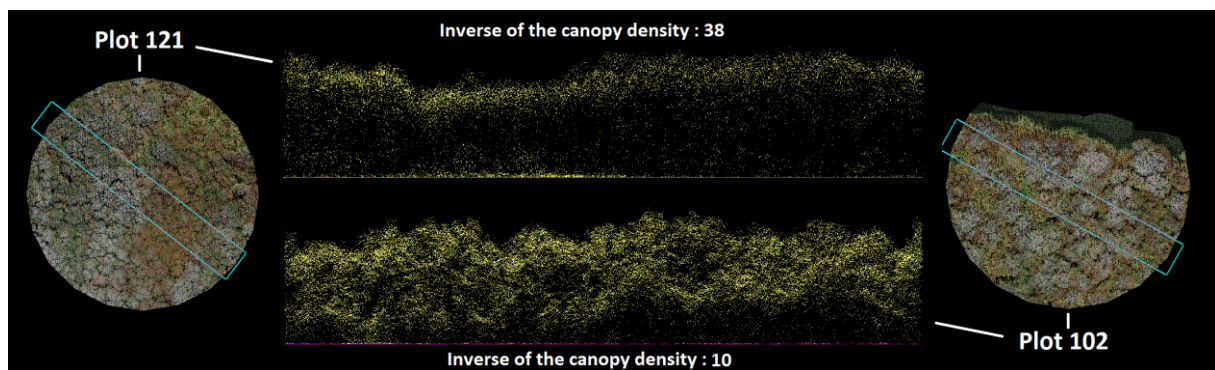 Plot 121
Inverse of the canopy density : 38
Plot 102
Inverse of the canopy density : 10